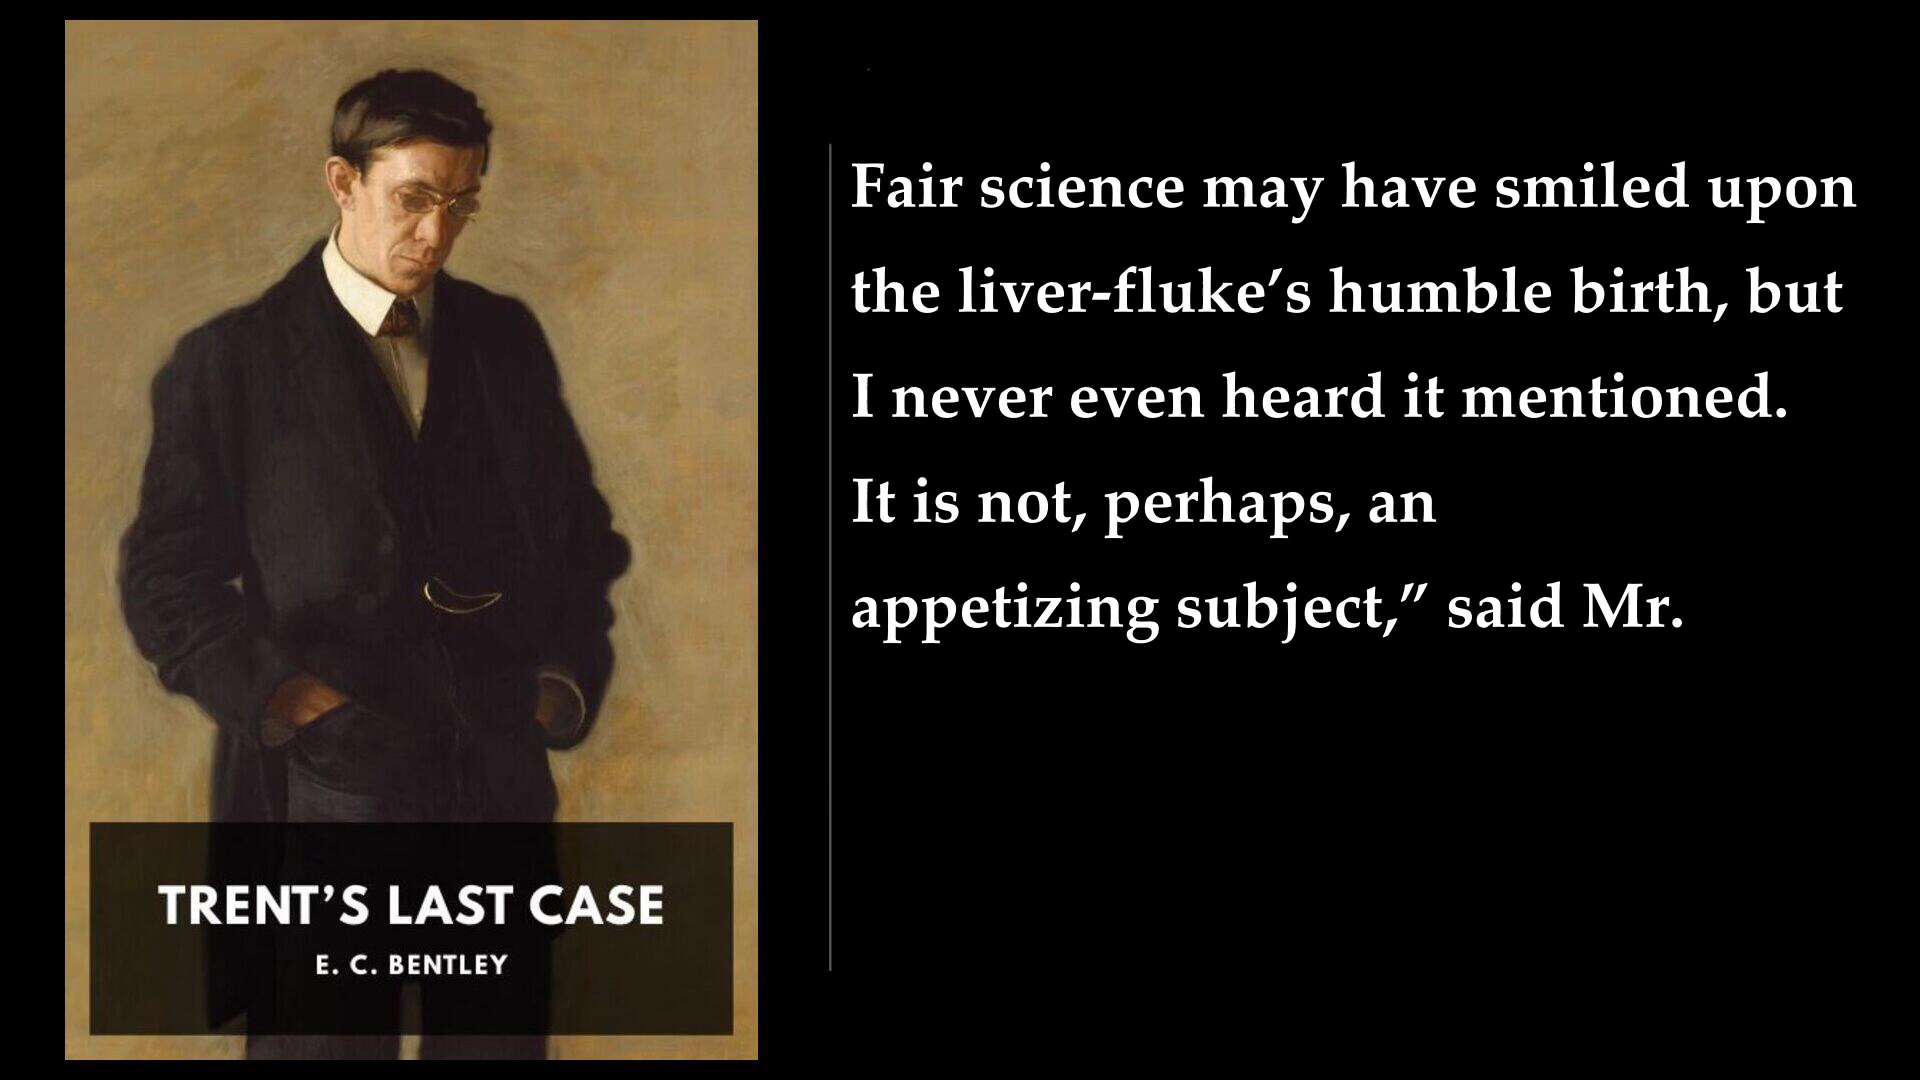 Fair science may have smiled upon
the liver-fluke’s humble birth, but
I never even heard it mentioned.
It is not, perhaps, an
appetizing subject,” said Mr.
TRENT’S LAST CASE
E. C. BENTLEY